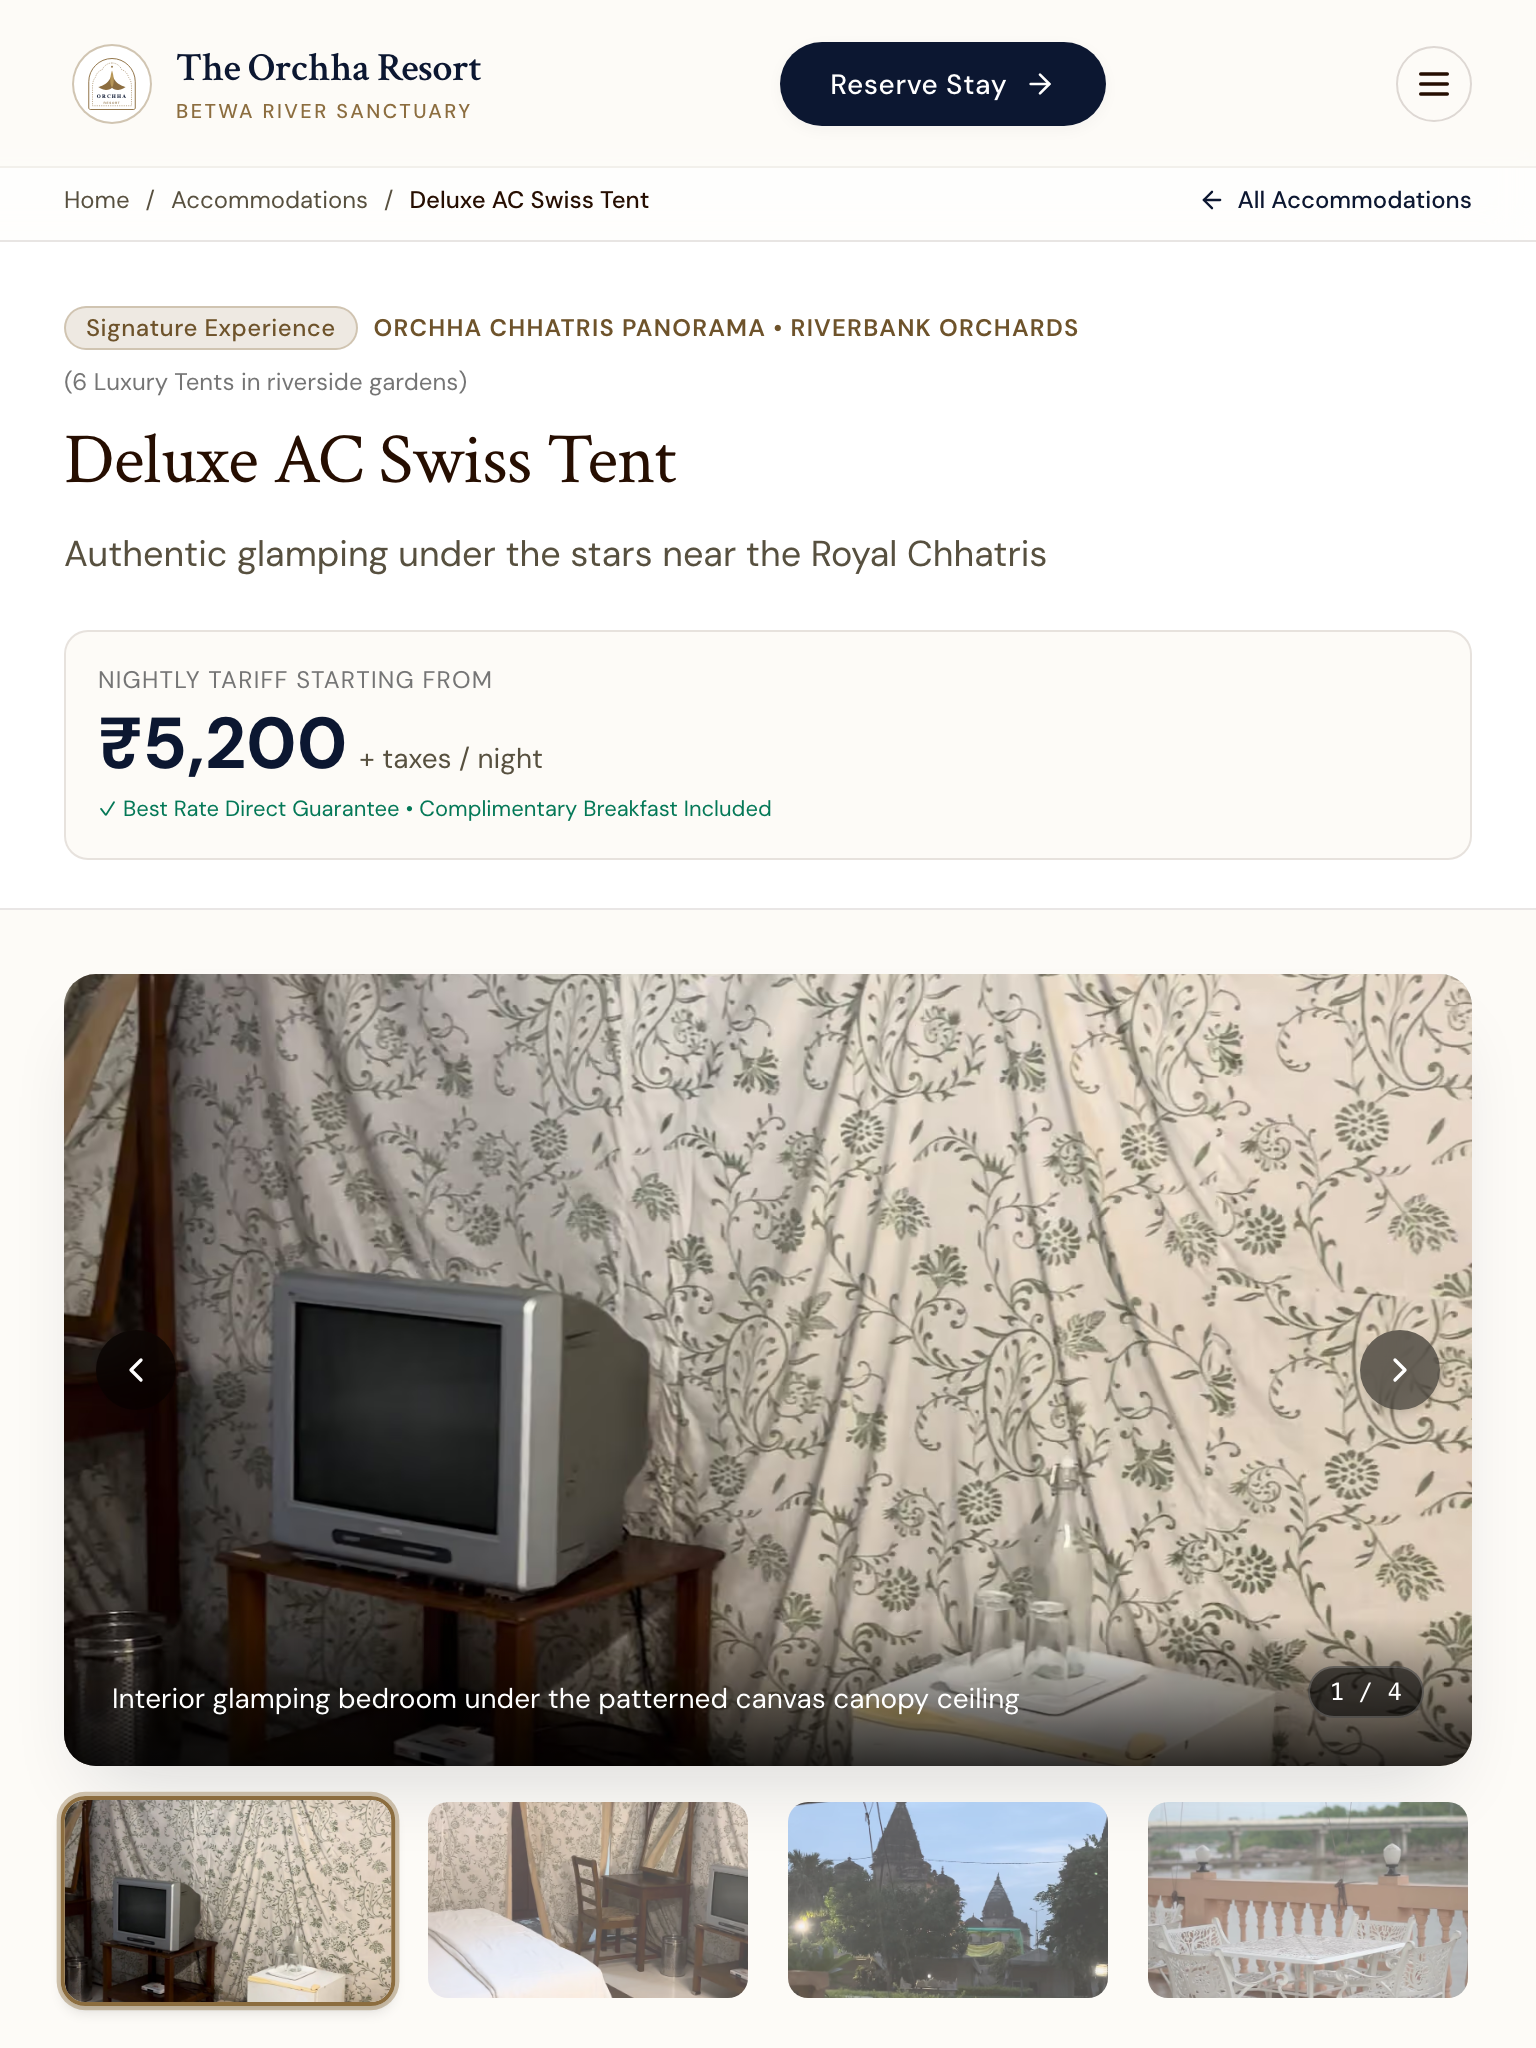 ORCHHA
RESORT
The Orchha Resort
BETWA RIVER SANCTUARY
Reserve Stay
Home / Accommodations / Deluxe AC Swiss Tent
All Accommodations
Signature Experience
ORCHHA CHHATRIS PANORAMA • RIVERBANK ORCHARDS
(6 Luxury Tents in riverside gardens)
Deluxe AC Swiss Tent
Authentic glamping under the stars near the Royal Chhatris
NIGHTLY TARIFF STARTING FROM
₹5,200 + taxes / night
✓ Best Rate Direct Guarantee • Complimentary Breakfast Included
Interior glamping bedroom under the patterned canvas canopy ceiling
1 / 4